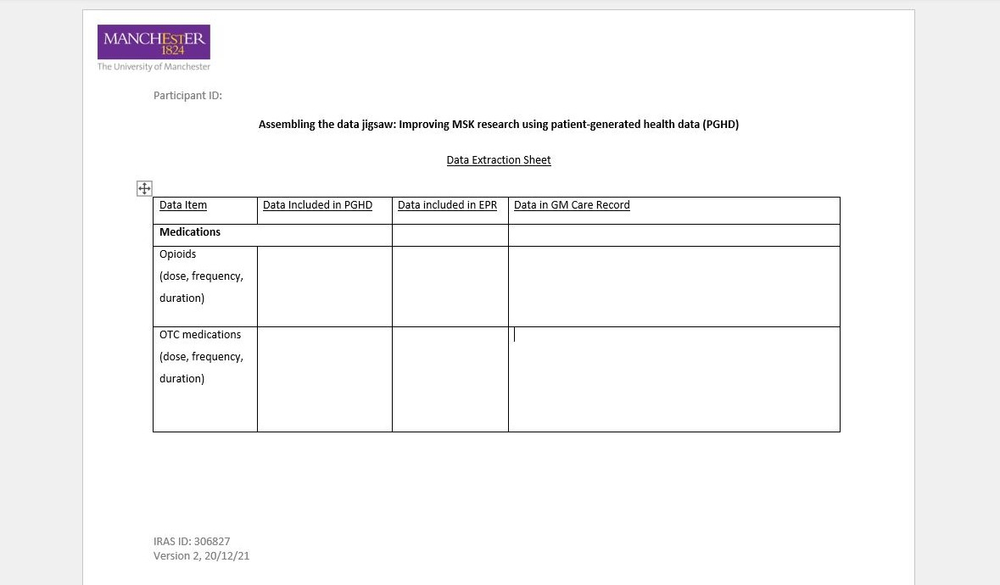 MANCHESTER
1824
The University of Manchester
Participant ID:
Assembling the data jigsaw: Improving MSK research using patient-generated health data (PGHD)
Data Extraction Sheet
Data Item Data Included in PGHD Data included in EPR Data in GM Care Record
Medications
Opioids
(dose, frequency,
duration)
OTC medications
(dose, frequency,
duration)
IRAS ID: 306827
Version 2, 20/12/21